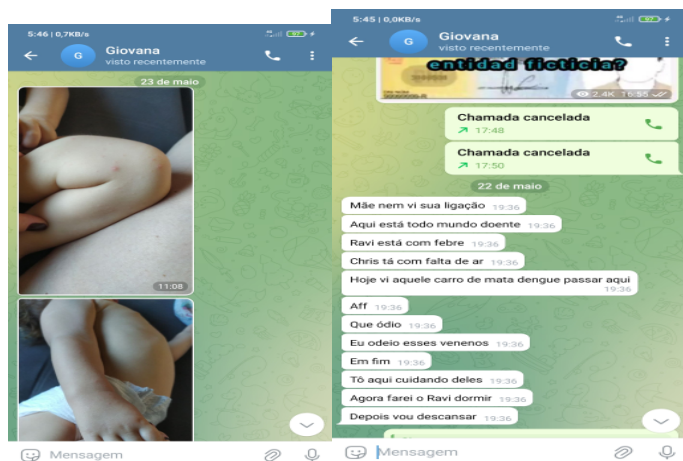 5:46 | 0,7KB/s
G
Giovana
visto recentemente
23 de maio
11:08
Mensagem
5:45 | 0,0KB/s
G
Giovana
visto recentemente
entidad ficticia?
2.4K 16:55
Chamada cancelada
17:48
Chamada cancelada
17:50
22 de maio
Mãe nem vi sua ligação 19:36
Aqui está todo mundo doente 19:36
Ravi está com febre 19:36
Chris tá com falta de ar 19:36
Hoje vi aquele carro de mata dengue passar aqui
19:36
Aff 19:36
Que ódio 19:36
Eu odeio esses venenos 19:36
Em fim 19:36
Tô aqui cuidando deles 19:36
Agora farei o Ravi dormir 19:36
Depois vou descansar 19:36
Mensagem